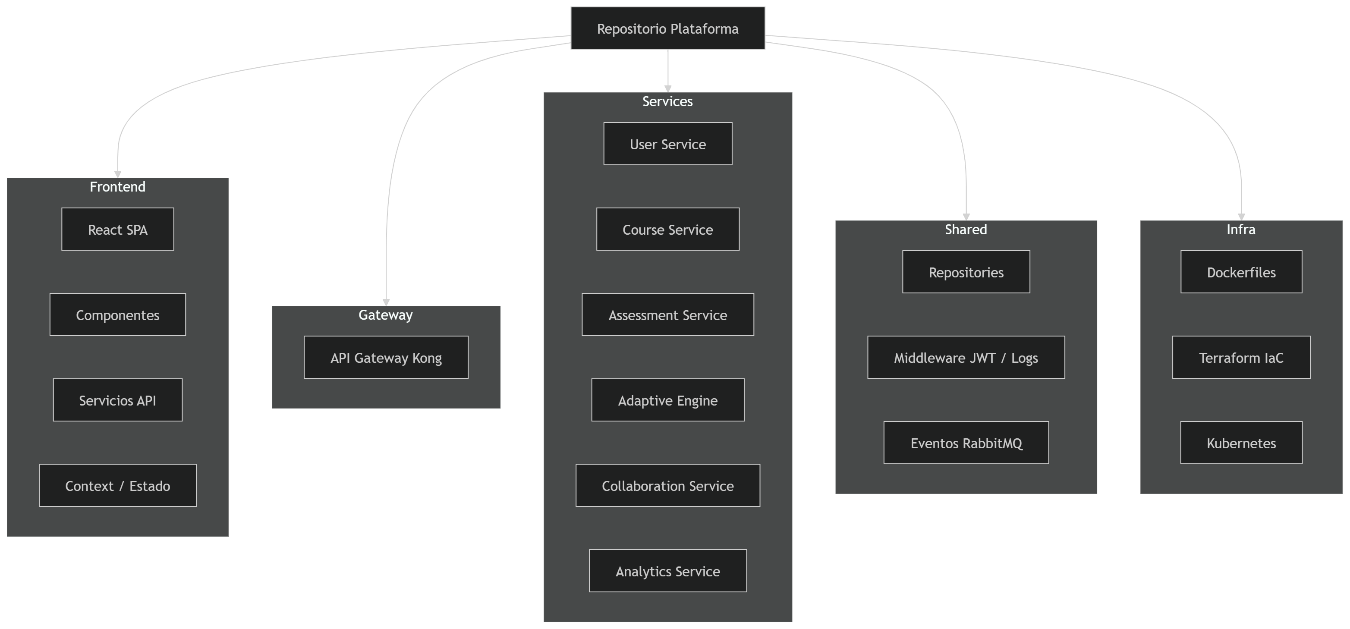 Repositorio Plataforma
Frontend
React SPA
Componentes
Servicios API
Context / Estado
Gateway
API Gateway Kong
Services
User Service
Course Service
Assessment Service
Adaptive Engine
Collaboration Service
Analytics Service
Shared
Repositories
Middleware JWT / Logs
Eventos RabbitMQ
Infra
Dockerfiles
Terraform IaC
Kubernetes